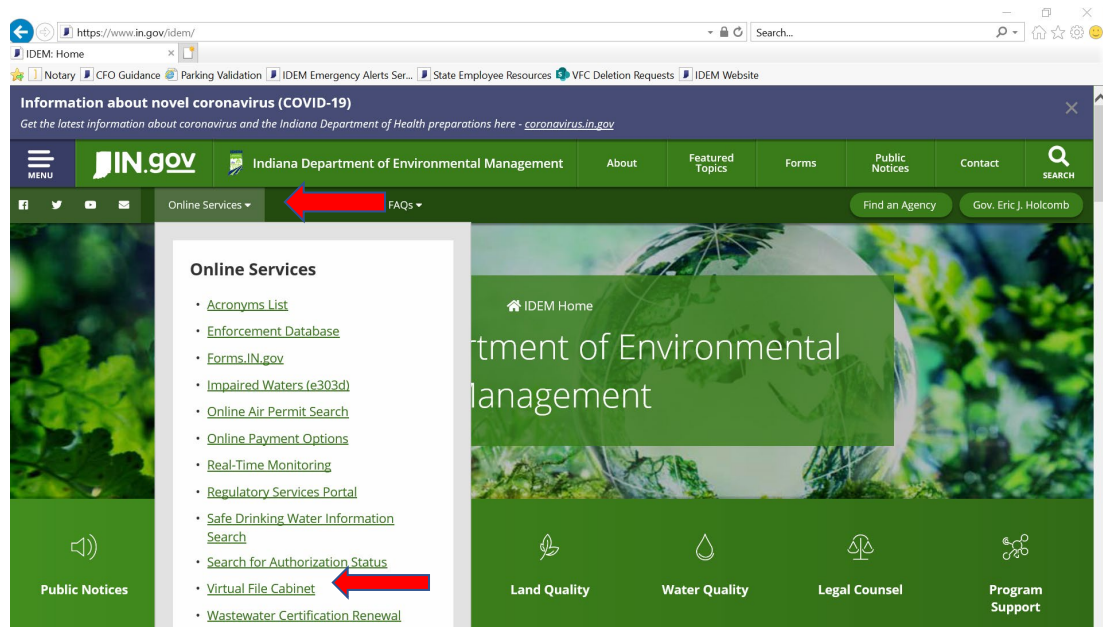 https://www.in.gov/idem/
Search...
IDEM: Home
Notary CFO Guidance Parking Validation IDEM Emergency Alerts Ser... State Employee Resources VFC Deletion Requests IDEM Website
Information about novel coronavirus (COVID-19)
Get the latest information about coronavirus and the Indiana Department of Health preparations here - coronavirus.in.gov
MENU
IN.gov
Indiana Department of Environmental Management
About
Featured
Topics
Forms
Public
Notices
Contact
SEARCH
Online Services
FAQs
Find an Agency
Gov. Eric J. Holcomb
Online Services
• Acronyms List
• Enforcement Database
• Forms.IN.gov
• Impaired Waters (e303d)
• Online Air Permit Search
• Online Payment Options
• Real-Time Monitoring
• Regulatory Services Portal
• Safe Drinking Water Information
Search
• Search for Authorization Status
• Virtual File Cabinet
• Wastewater Certification Renewal
IDEM Home
rtment of Environmental
Management
Public Notices
Land Quality
Water Quality
Legal Counsel
Program
Support